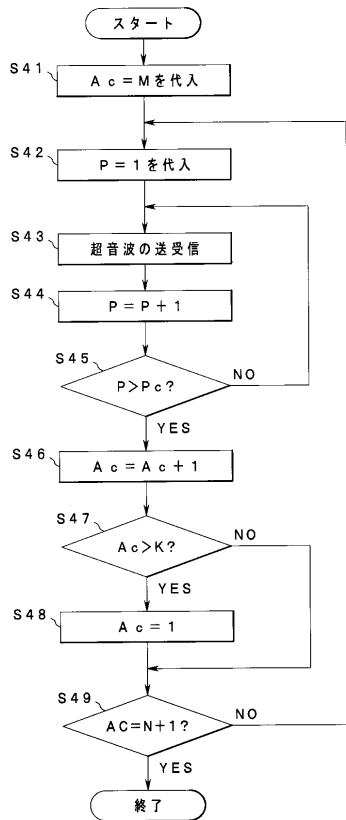 スタート
S41
Ac=Mを代入
S42
P=1を代入
S43
超音波の送受信
S44
P=P+1
S45
P>Pc?
NO
YES
S46
Ac=Ac+1
S47
Ac>K?
NO
YES
S48
Ac=1
S49
AC=N+1?
NO
YES
終了